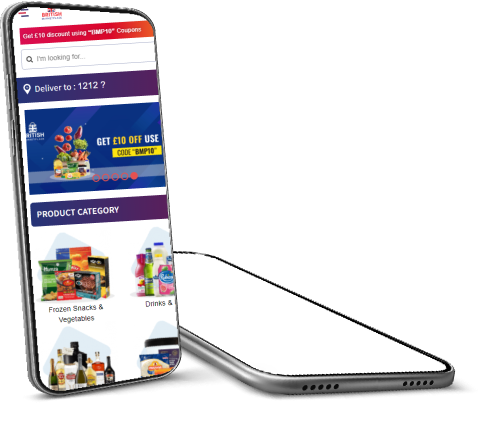 BRITISH
Get £10 discount using "BMP10" Coupons
I'm looking for...
Deliver to : 1212 ?
BRITISH
GET £10 OFF USE
CODE "BMP10"
PRODUCT CATEGORY
Frozen Snacks &
Vegetables
Drinks &